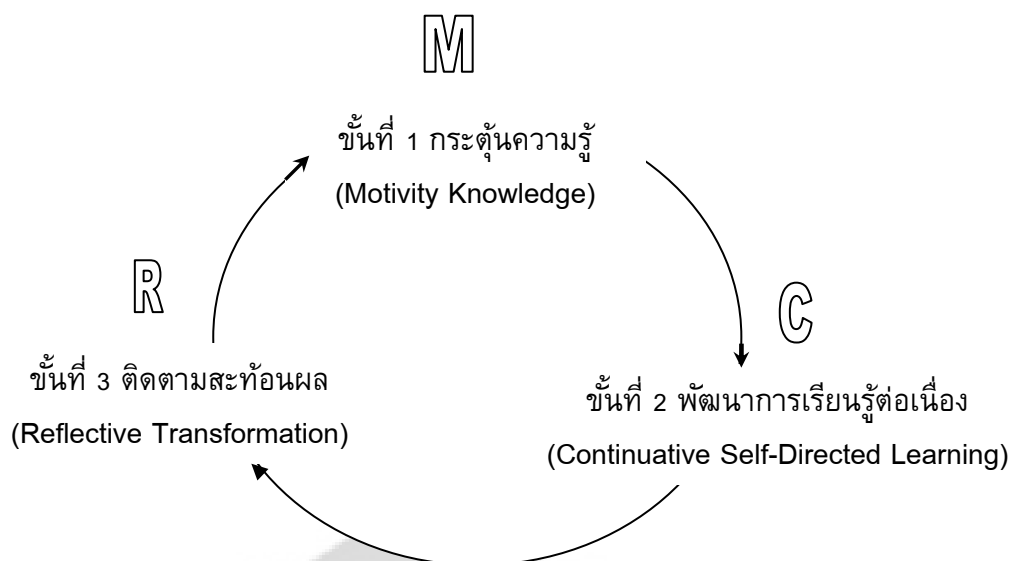 M
ขั้นที่ 1 กระตุ้นความรู้
(Motivity Knowledge)
R
C
ขั้นที่ 3 ติดตามสะท้อนผล
(Reflective Transformation)
ขั้นที่ 2 พัฒนาการเรียนรู้ต่อเนื่อง
(Continuative Self-Directed Learning)